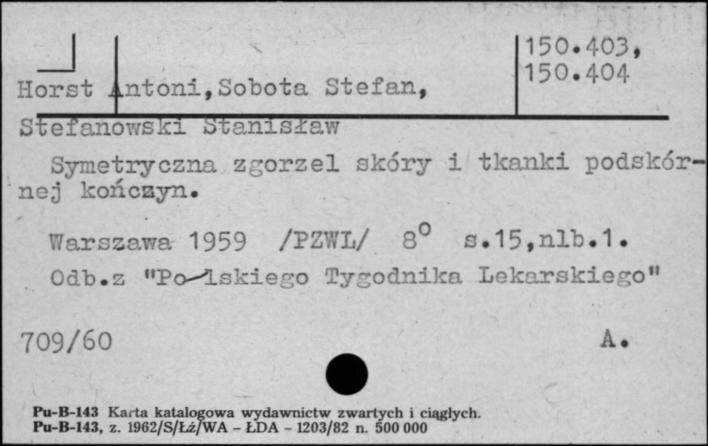 150.403,
150.404
Horst Antoni,Sobota Stefan,
Stefanowski Stanisław
Symetryczna zgorzel skóry i tkanki podskór-
nej kończyn.
Warszawa 1959 /PZWL/ 8° s.15,nlb.1.
Odb.z "Po-lskiego Tygodnika Lekarskiego"
709/60 A.
Pu-B-143 Karta katalogowa wydawnictw zwartych i ciągłych.
Pu-B-143, z. 1962/S/Łź/WA – ŁDA – 1203/82 n. 500 000